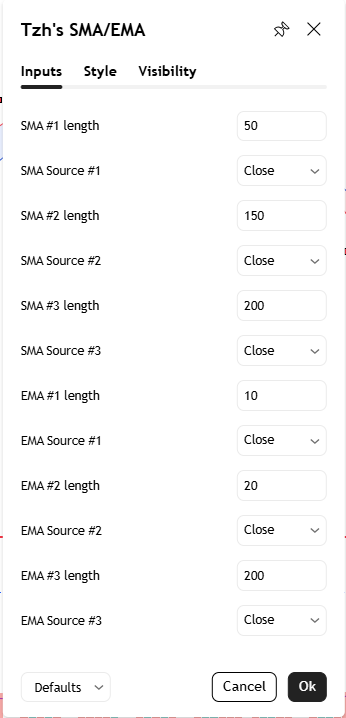 Tzh's SMA/EMA
Inputs Style Visibility
SMA #1 length 50
SMA Source #1 Close
SMA #2 length 150
SMA Source #2 Close
SMA #3 length 200
SMA Source #3 Close
EMA #1 length 10
EMA Source #1 Close
EMA #2 length 20
EMA Source #2 Close
EMA #3 length 200
EMA Source #3 Close
Defaults Cancel Ok